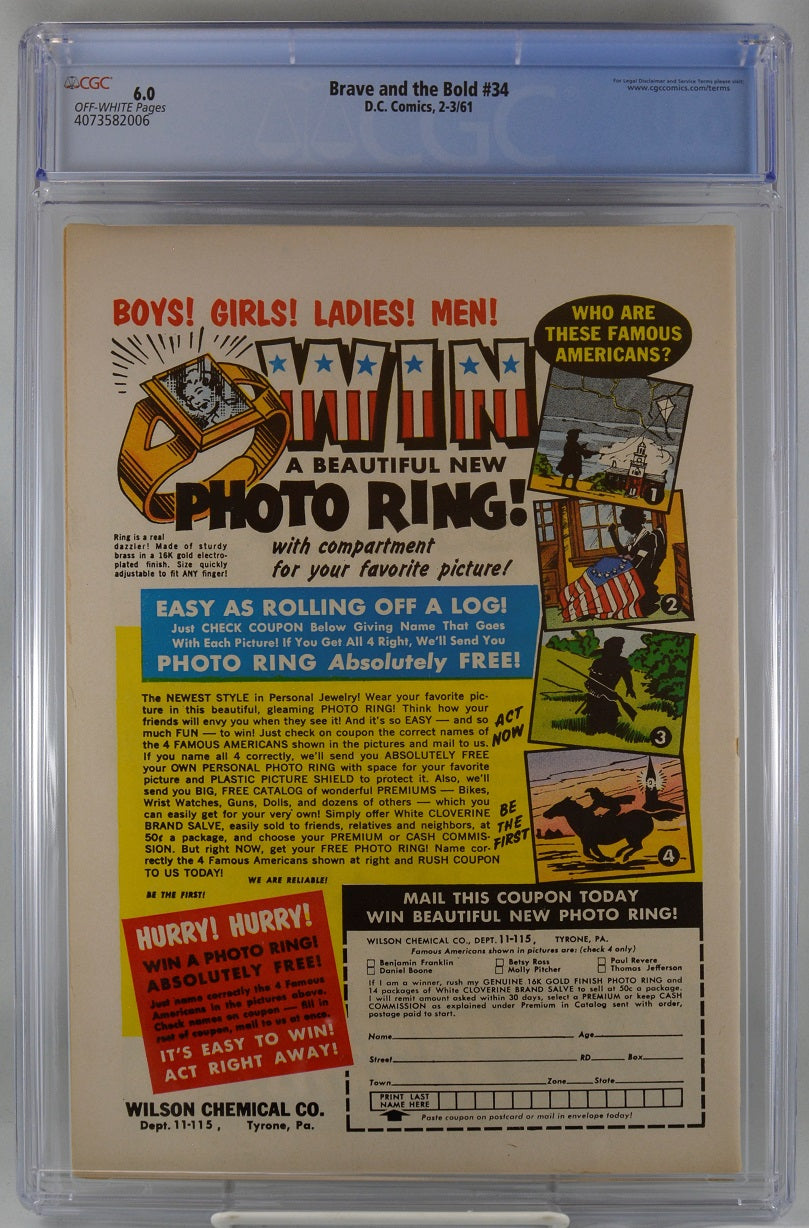 CGC
6.0
OFF-WHITE Pages
4073582006
Brave and the Bold #34
D.C. Comics, 2-3/61
For Legal Disclaimer and Service Terms please visit:
www.cgccomics.com/terms
CGC
BOYS! GIRLS! LADIES! MEN!
WIN
A BEAUTIFUL NEW
PHOTO RING!
with compartment
for your favorite picture!
Ring is a real
dazzler! Made of sturdy
brass in a 16K gold electro-
plated finish. Size quickly
adjustable to fit ANY finger!
WHO ARE
THESE FAMOUS
AMERICANS?
1
2
3
4
EASY AS ROLLING OFF A LOG!
Just CHECK COUPON Below Giving Name That Goes
With Each Picture! If You Get All 4 Right, We'll Send You
PHOTO RING Absolutely FREE!
The NEWEST STYLE in Personal Jewelry! Wear your favorite pic-
ture in this beautiful, gleaming PHOTO RING! Think how your
friends will envy you when they see it! And it's so EASY — and so
much FUN — to win! Just check on coupon the correct names of
the 4 FAMOUS AMERICANS shown in the pictures and mail to us.
If you name all 4 correctly, we'll send you ABSOLUTELY FREE
your OWN PERSONAL PHOTO RING with space for your favorite
picture and PLASTIC PICTURE SHIELD to protect it. Also, we'll
send you BIG, FREE CATALOG of wonderful PREMIUMS — Bikes,
Wrist Watches, Guns, Dolls, and dozens of others — which you
can easily get for your very own! Simply offer White CLOVERINE
BRAND SALVE, easily sold to friends, relatives and neighbors, at
50¢ a package, and choose your PREMIUM or CASH COMMIS-
SION. But right NOW, get your FREE PHOTO RING! Name cor-
rectly the 4 Famous Americans shown at right and RUSH COUPON
TO US TODAY!
WE ARE RELIABLE!
BE THE FIRST!
ACT
NOW
BE
THE
FIRST
HURRY! HURRY!
WIN A PHOTO RING!
ABSOLUTELY FREE!
Just name correctly the 4 Famous
Americans in the pictures above.
Check names on coupon — fill in
rest of coupon, mail to us at once.
IT'S EASY TO WIN!
ACT RIGHT AWAY!
WILSON CHEMICAL CO.
Dept. 11-115, Tyrone, Pa.
MAIL THIS COUPON TODAY
WIN BEAUTIFUL NEW PHOTO RING!
WILSON CHEMICAL CO., DEPT. 11-115, TYRONE, PA.
Famous Americans shown in pictures are: (check 4 only)
Benjamin Franklin Betsy Ross Paul Revere
Daniel Boone Molly Pitcher Thomas Jefferson
If I am a winner, rush my GENUINE 16K GOLD FINISH PHOTO RING and
14 packages of White CLOVERINE BRAND SALVE to sell at 50c a package.
I will remit amount asked within 30 days, select a PREMIUM or keep CASH
COMMISSION as explained under Premium in Catalog sent with order,
postage paid to start.
Name Age
Street RD Box
Town Zone State
PRINT LAST
NAME HERE
Paste coupon on postcard or mail in envelope today!